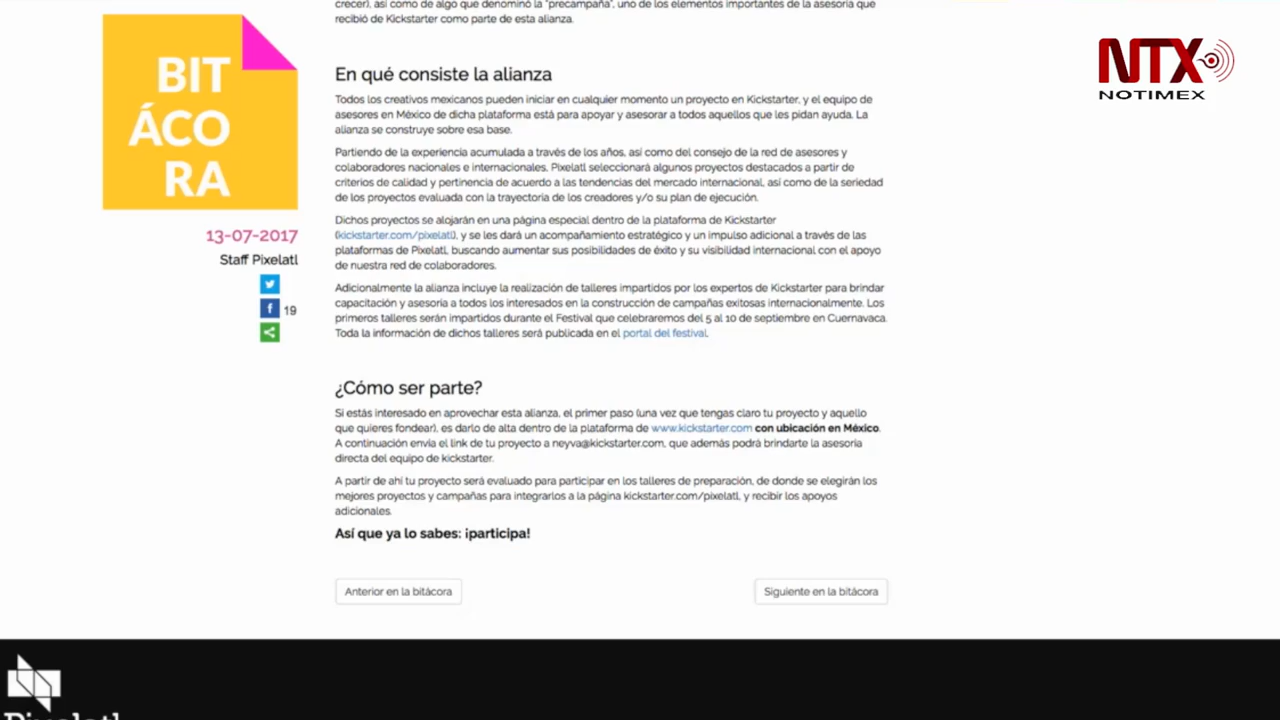 crecer), así como de algo que denominó la "precampaña", uno de los elementos importantes de la asesoría que
recibió de Kickstarter como parte de esta alianza.
BIT
ÁCO
RA
13-07-2017
Staff Pixelatl
19
NTX
NOTIMEX
En qué consiste la alianza
Todos los creativos mexicanos pueden iniciar en cualquier momento un proyecto en Kickstarter, y el equipo de
asesores en México de dicha plataforma está para apoyar y asesorar a todos aquellos que les pidan ayuda. La
alianza se construye sobre esa base.
Partiendo de la experiencia acumulada a través de los años, así como del consejo de la red de asesores y
colaboradores nacionales e internacionales, Pixelatl seleccionará algunos proyectos destacados a partir de
criterios de calidad y pertinencia de acuerdo a las tendencias del mercado internacional, así como de la seriedad
de los proyectos evaluada con la trayectoria de los creadores y/o su plan de ejecución.
Dichos proyectos se alojarán en una página especial dentro de la plataforma de Kickstarter
(kickstarter.com/pixelatl), y se les dará un acompañamiento estratégico y un impulso adicional a través de las
plataformas de Pixelatl, buscando aumentar sus posibilidades de éxito y su visibilidad internacional con el apoyo
de nuestra red de colaboradores.
Adicionalmente la alianza incluye la realización de talleres impartidos por los expertos de Kickstarter para brindar
capacitación y asesoría a todos los interesados en la construcción de campañas exitosas internacionalmente. Los
primeros talleres serán impartidos durante el Festival que celebraremos del 5 al 10 de septiembre en Cuernavaca.
Toda la información de dichos talleres será publicada en el portal del festival.
¿Cómo ser parte?
Si estás interesado en aprovechar esta alianza, el primer paso (una vez que tengas claro tu proyecto y aquello
que quieres fondear), es darlo de alta dentro de la plataforma de www.kickstarter.com con ubicación en México.
A continuación envía el link de tu proyecto a neyva@kickstarter.com, que además podrá brindarte la asesoría
directa del equipo de kickstarter.
A partir de ahí tu proyecto será evaluado para participar en los talleres de preparación, de donde se elegirán los
mejores proyectos y campañas para integrarlos a la página kickstarter.com/pixelatl, y recibir los apoyos
adicionales.
Así que ya lo sabes: ¡participa!
Anterior en la bitácora
Siguiente en la bitácora
Pixelatl